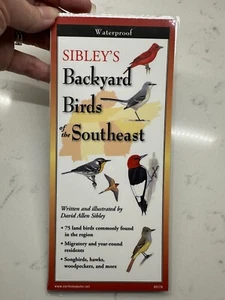 Waterproof
SIBLEY'S
Backyard
Birds
of the Southeast
Written and illustrated by
David Allen Sibley
• 75 land birds commonly found
in the region
• Migratory and year-round
residents
• Songbirds, hawks,
woodpeckers, and more